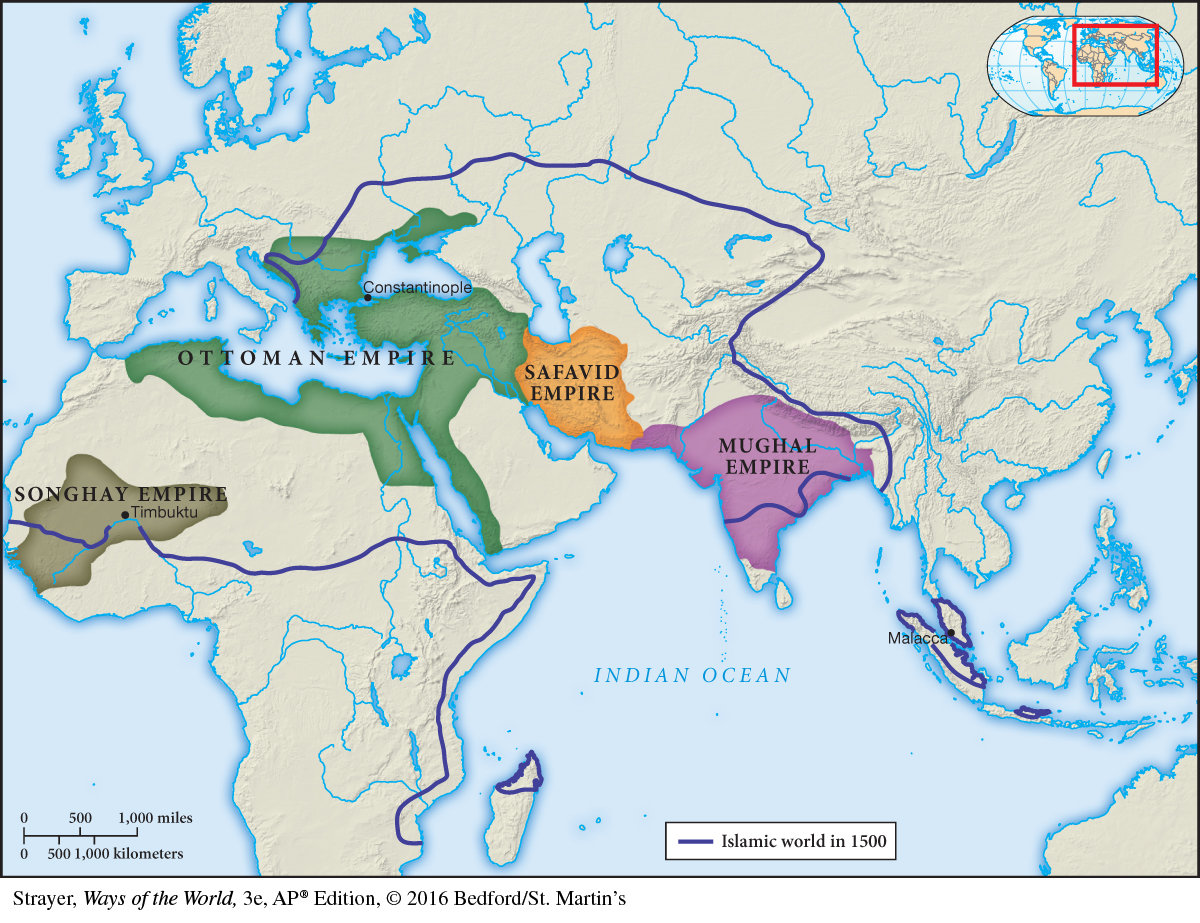 Constantinople
OTTOMAN EMPIRE
SAFAVID
EMPIRE
MUGHAL
EMPIRE
SONGHAY EMPIRE
Timbuktu
Malacca
INDIAN OCEAN
0 500 1,000 miles
0 500 1,000 kilometers
Islamic world in 1500
Strayer, Ways of the World, 3e, AP® Edition, © 2016 Bedford/St. Martin's